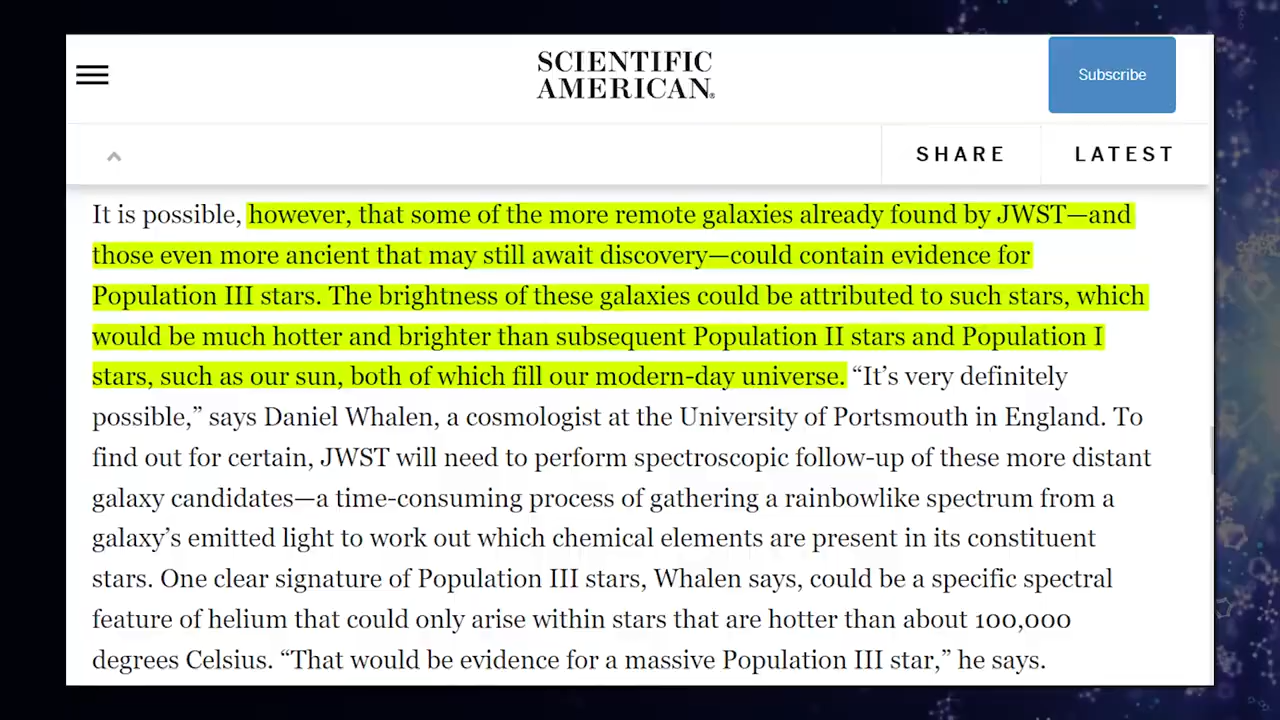 SCIENTIFIC
AMERICAN®
Subscribe
SHARE
LATEST
It is possible, however, that some of the more remote galaxies already found by JWST—and
those even more ancient that may still await discovery—could contain evidence for
Population III stars. The brightness of these galaxies could be attributed to such stars, which
would be much hotter and brighter than subsequent Population II stars and Population I
stars, such as our sun, both of which fill our modern-day universe. “It’s very definitely
possible,” says Daniel Whalen, a cosmologist at the University of Portsmouth in England. To
find out for certain, JWST will need to perform spectroscopic follow-up of these more distant
galaxy candidates—a time-consuming process of gathering a rainbowlike spectrum from a
galaxy’s emitted light to work out which chemical elements are present in its constituent
stars. One clear signature of Population III stars, Whalen says, could be a specific spectral
feature of helium that could only arise within stars that are hotter than about 100,000
degrees Celsius. “That would be evidence for a massive Population III star,” he says.